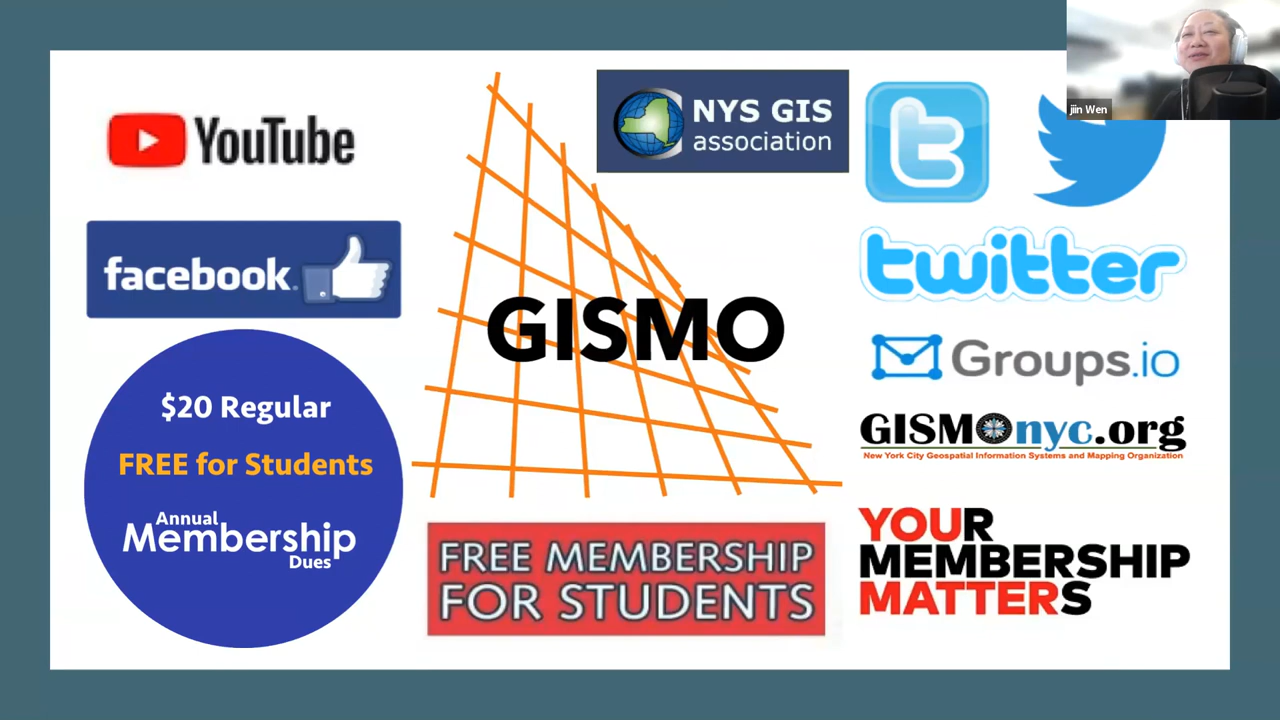 YouTube
NYS GIS
association
t
jiin Wen
facebook.
twitter
GISMO
Groups.io
$20 Regular
FREE for Students
Annual
Membership
Dues
GISMOnyc.org
New York City Geospatial Information Systems and Mapping Organization
FREE MEMBERSHIP
FOR STUDENTS
YOUR
MEMBERSHIP
MATTERS